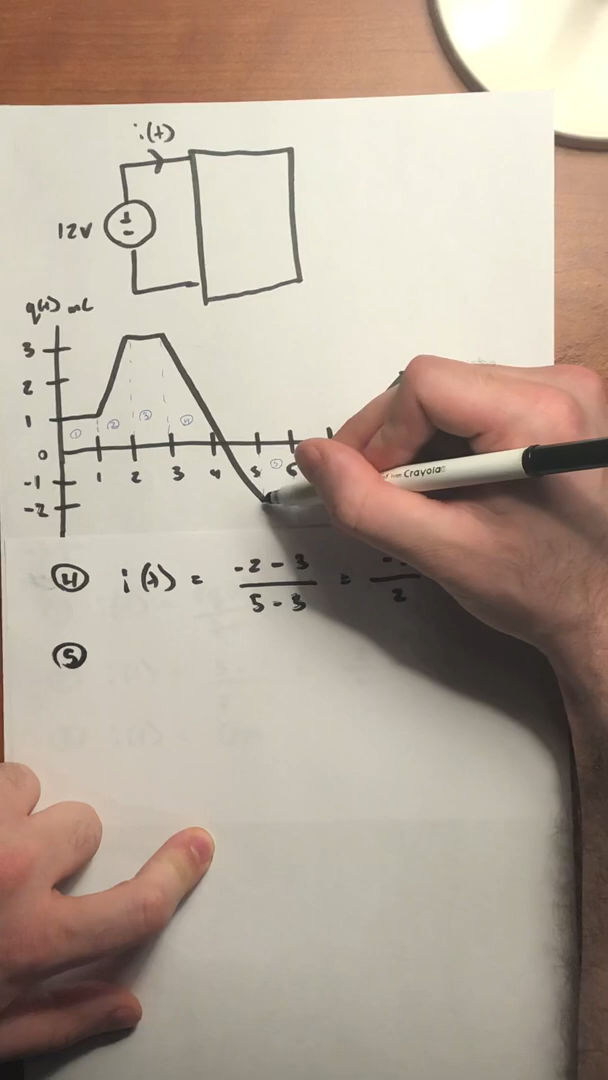 i(t)
12V
+
-
q(t) mC
3
2
1
0
-1
-2
1 2 3 4 5 6
① ② ③ ④ ⑤
Crayola
④ i(t) = -2 - 3 / 5 - 3 = / 2
⑤